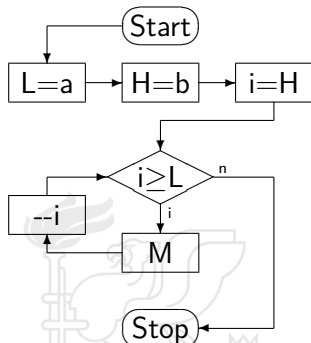 Start
L=a
H=b
i=H
i≥L
n
i
--i
M
Stop